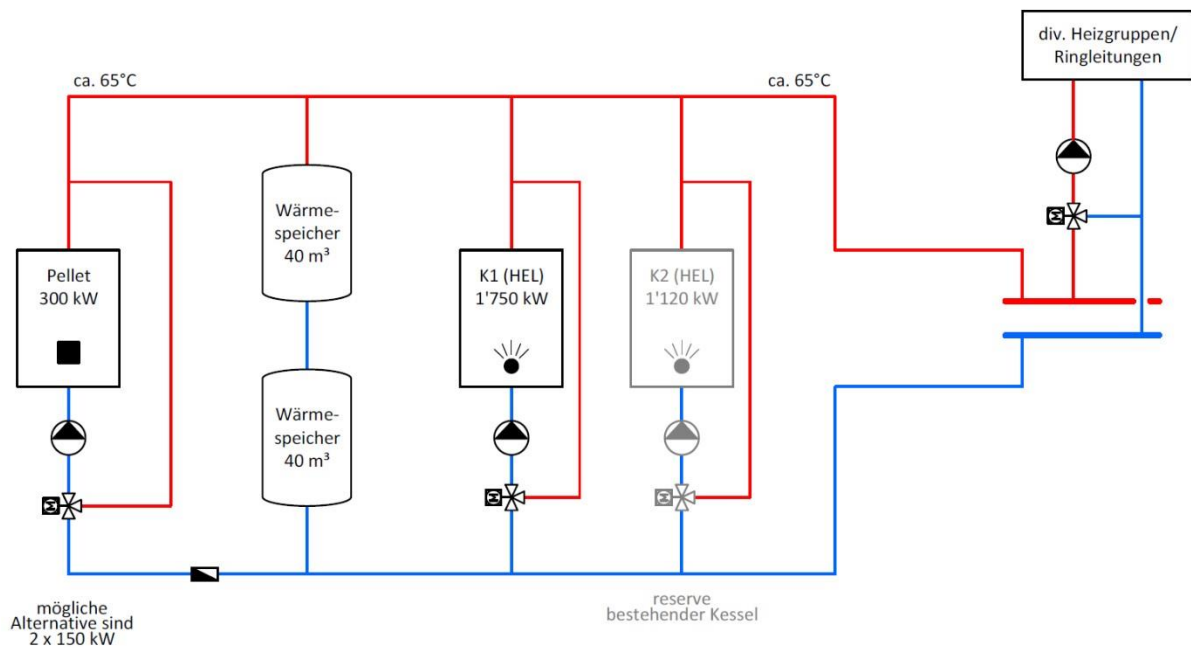 div. Heizgruppen/
Ringleitungen
ca. 65°C
ca. 65°C
Wärme-
speicher
40 m³
Pellet
300 kW
K1 (HEL)
1'750 kW
K2 (HEL)
1'120 kW
Wärme-
speicher
40 m³
M
M
M
M
mögliche
Alternative sind
2 x 150 kW
reserve
bestehender Kessel